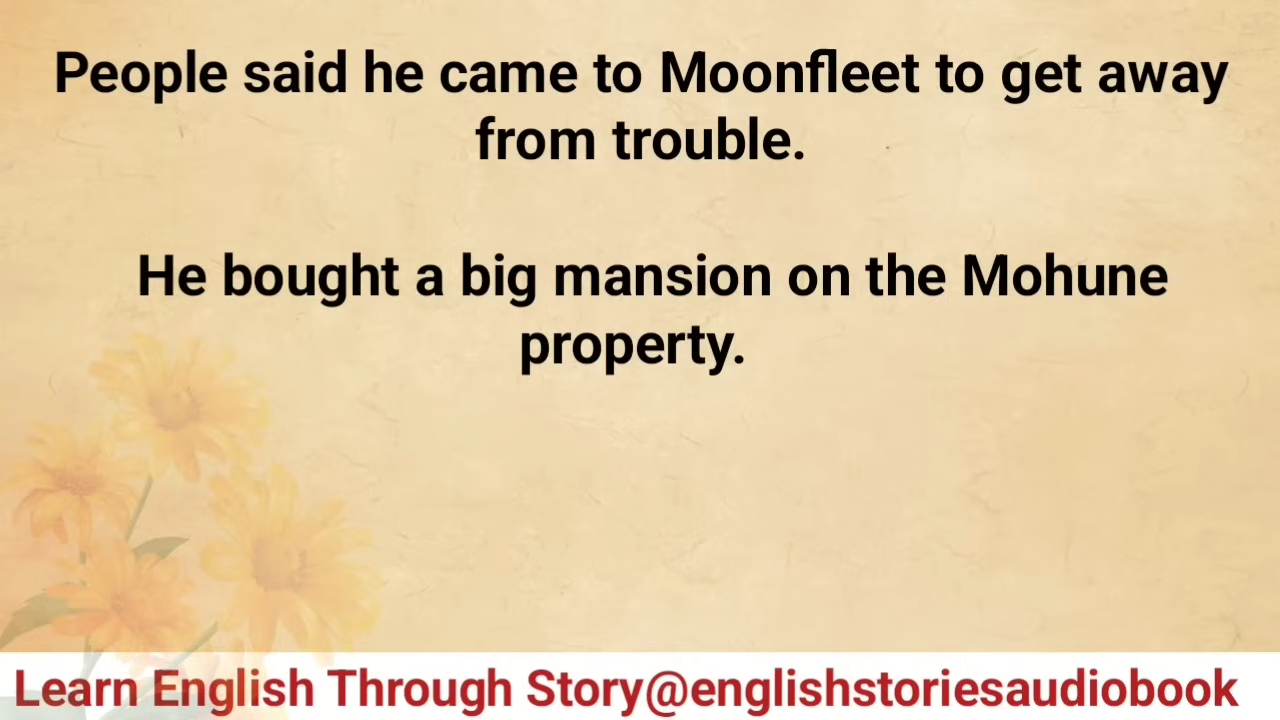 People said he came to Moonfleet to get away
from trouble.
He bought a big mansion on the Mohune
property.
Learn English Through Story@englishstoriesaudiobook